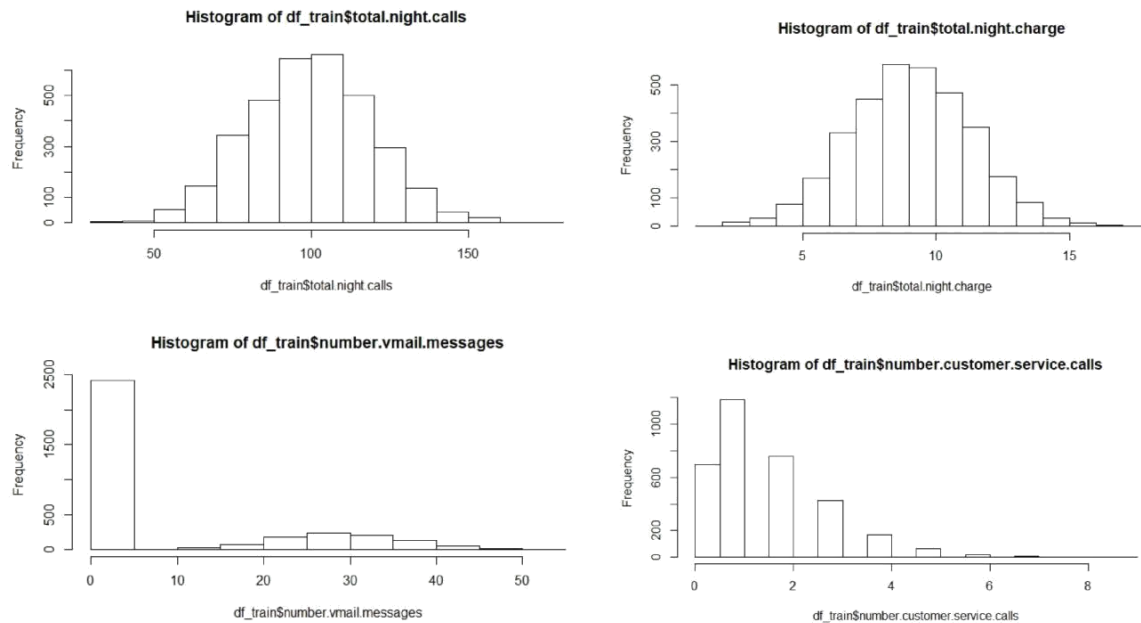 Histogram of df_train$total.night.calls
Frequency
500
300
100
0
50 100 150
df_train$total.night.calls
Histogram of df_train$total.night.charge
Frequency
500
300
100
0
5 10 15
df_train$total.night.charge
Histogram of df_train$number.vmail.messages
Frequency
2500
1500
500
0
0 10 20 30 40 50
df_train$number.vmail.messages
Histogram of df_train$number.customer.service.calls
Frequency
1000
600
200
0
0 2 4 6 8
df_train$number.customer.service.calls